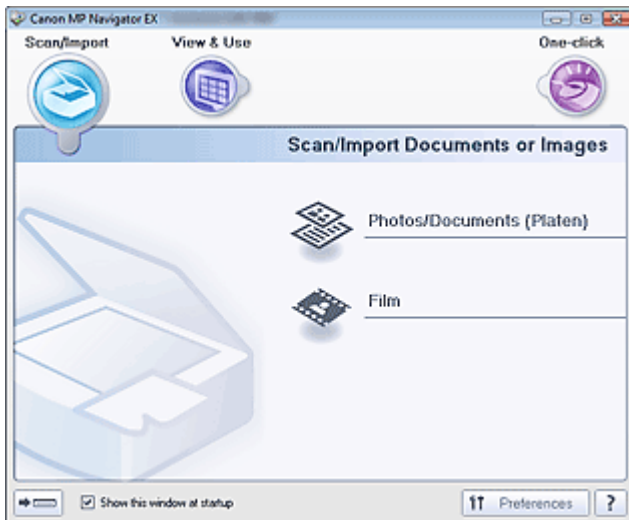 Canon MP Navigator EX
Scan/Import View & Use One-click
Scan/Import Documents or Images
Photos/Documents (Platen)
Film
Show this window at startup Preferences ?